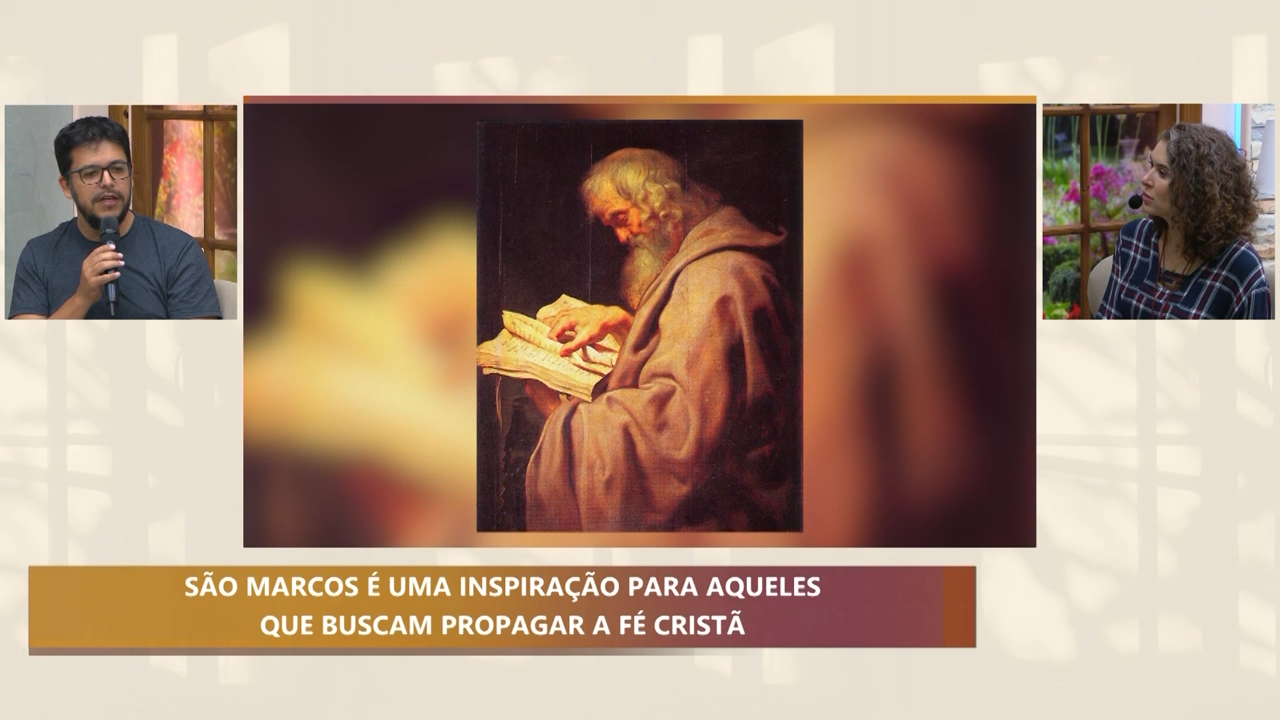 SÃO MARCOS É UMA INSPIRAÇÃO PARA AQUELES
QUE BUSCAM PROPAGAR A FÉ CRISTÃ